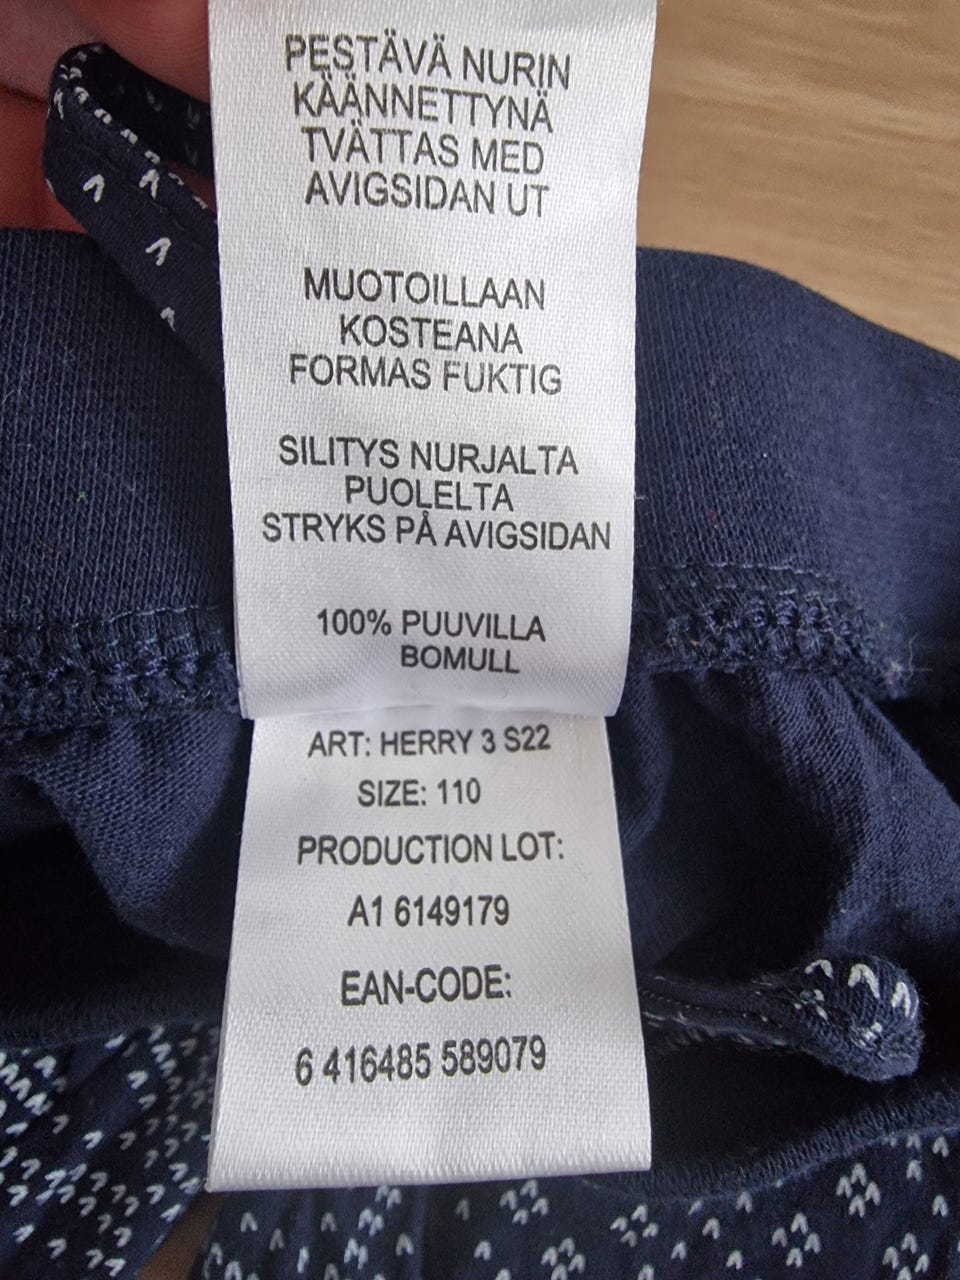 PESTÄVÄ NURIN
KÄÄNNETTYNÄ
TVÄTTAS MED
AVIGSIDAN UT
MUOTOILLAAN
KOSTEANA
FORMAS FUKTIG
SILITYS NURJALTA
PUOLELTA
STRYKS PÅ AVIGSIDAN
100% PUUVILLA
BOMULL
ART: HERRY 3 S22
SIZE: 110
PRODUCTION LOT:
A1 6149179
EAN-CODE:
6 416485 589079